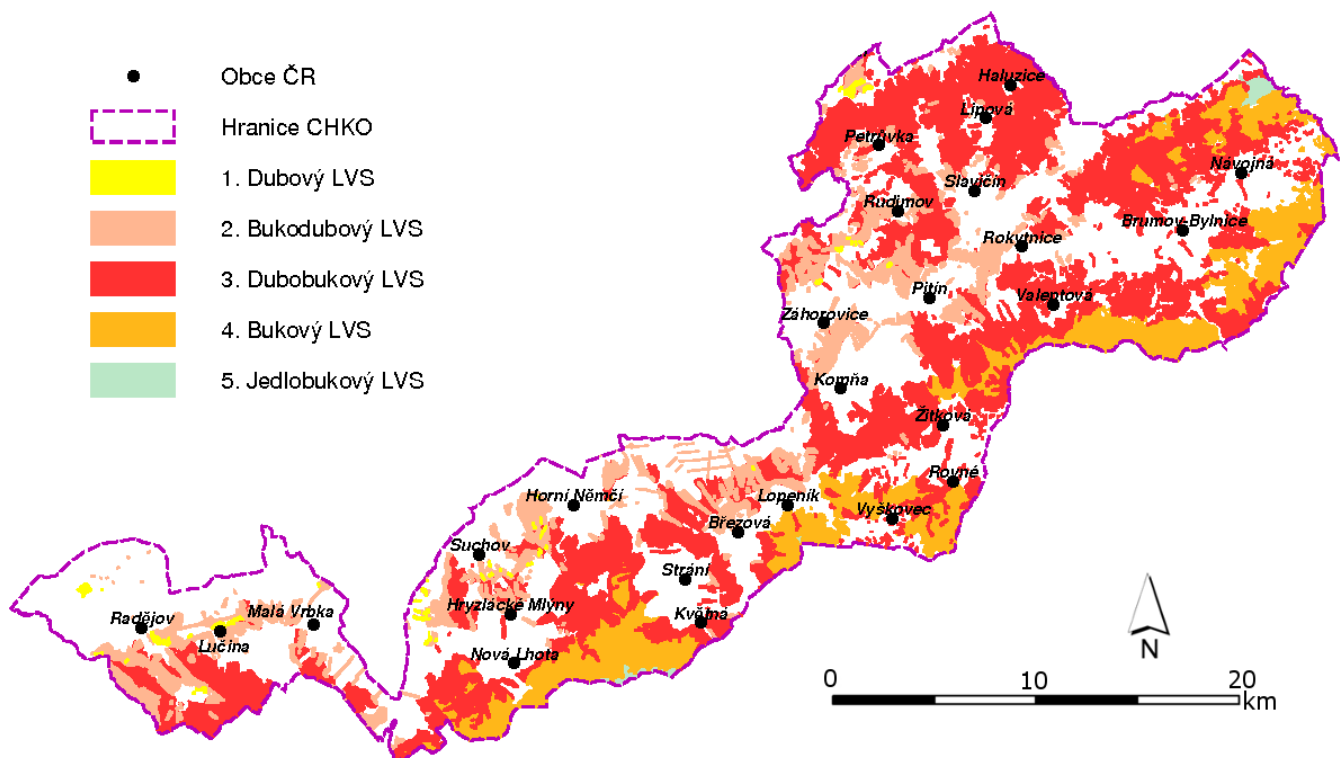 Obce ČR
Hranice CHKO
1. Dubový LVS
2. Bukodubový LVS
3. Dubobukový LVS
4. Bukový LVS
5. Jedlobukový LVS
Haluzice
Lipová
Petrůvka
Návojná
Slavičín
Rudimov
Brumov-Bylnice
Rokytnice
Pitín
Valentová
Záhorovice
Komňa
Žitková
Rovné
Lopeník
Vyškovec
Horní Němčí
Březová
Suchov
Strání
Hryzlácké Mlýny
Květná
Malá Vrbka
Radějov
Lučina
Nová Lhota
N
0 10 20
km